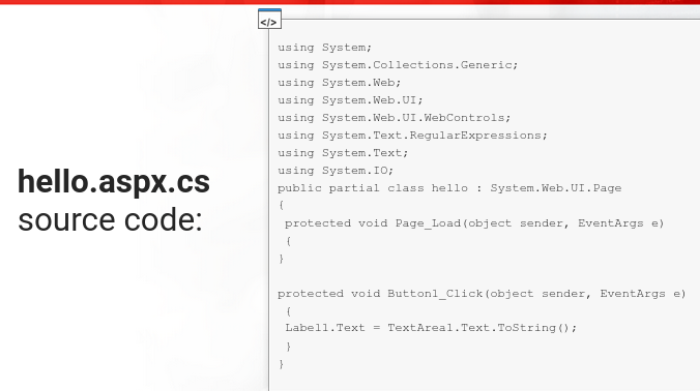 </>
hello.aspx.cs
source code:
using System;
using System.Collections.Generic;
using System.Web;
using System.Web.UI;
using System.Web.UI.WebControls;
using System.Text.RegularExpressions;
using System.Text;
using System.IO;
public partial class hello : System.Web.UI.Page
{
protected void Page_Load(object sender, EventArgs e)
{
}
protected void Button1_Click(object sender, EventArgs e)
{
Label1.Text = TextArea1.Text.ToString();
}
}